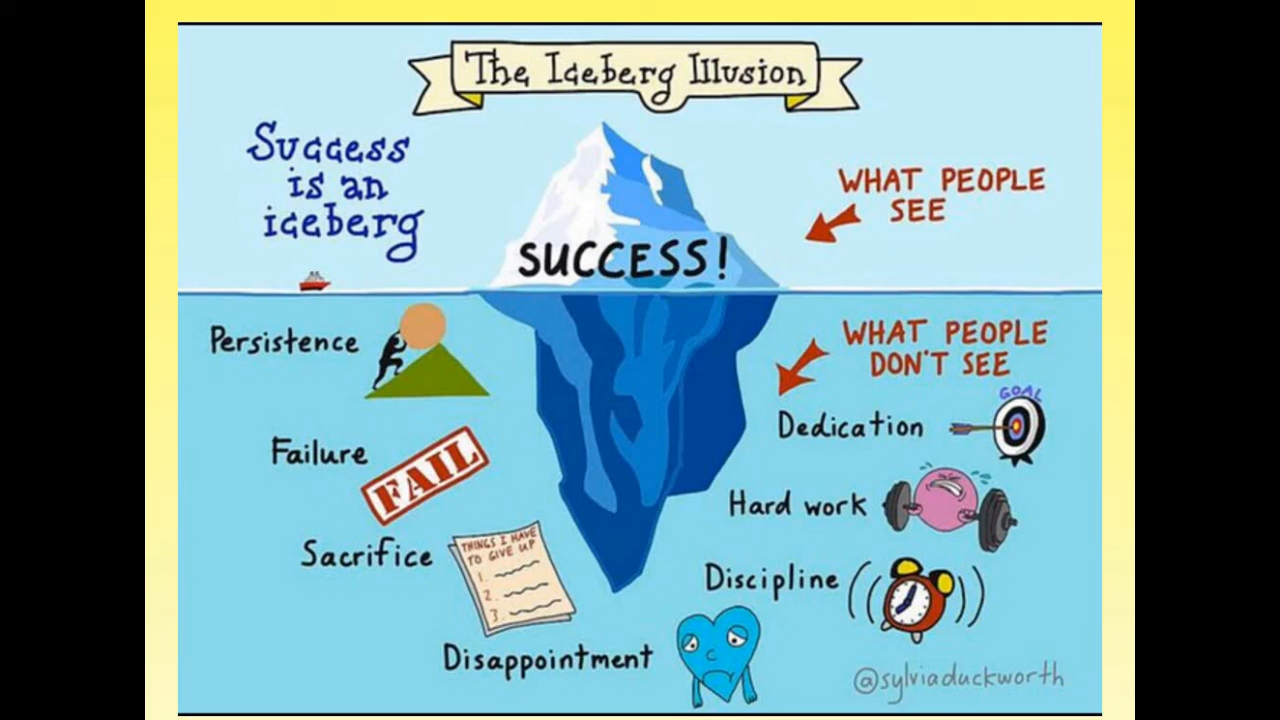 The Iceberg Illusion
Success
is an
iceberg
WHAT PEOPLE
SEE
SUCCESS!
Persistence
WHAT PEOPLE
DON'T SEE
GOAL
Dedication
Failure
FAIL
Hard work
Sacrifice
THINGS I HAVE
TO GIVE UP
1.
2.
3.
Discipline
Disappointment
@sylviaduckworth